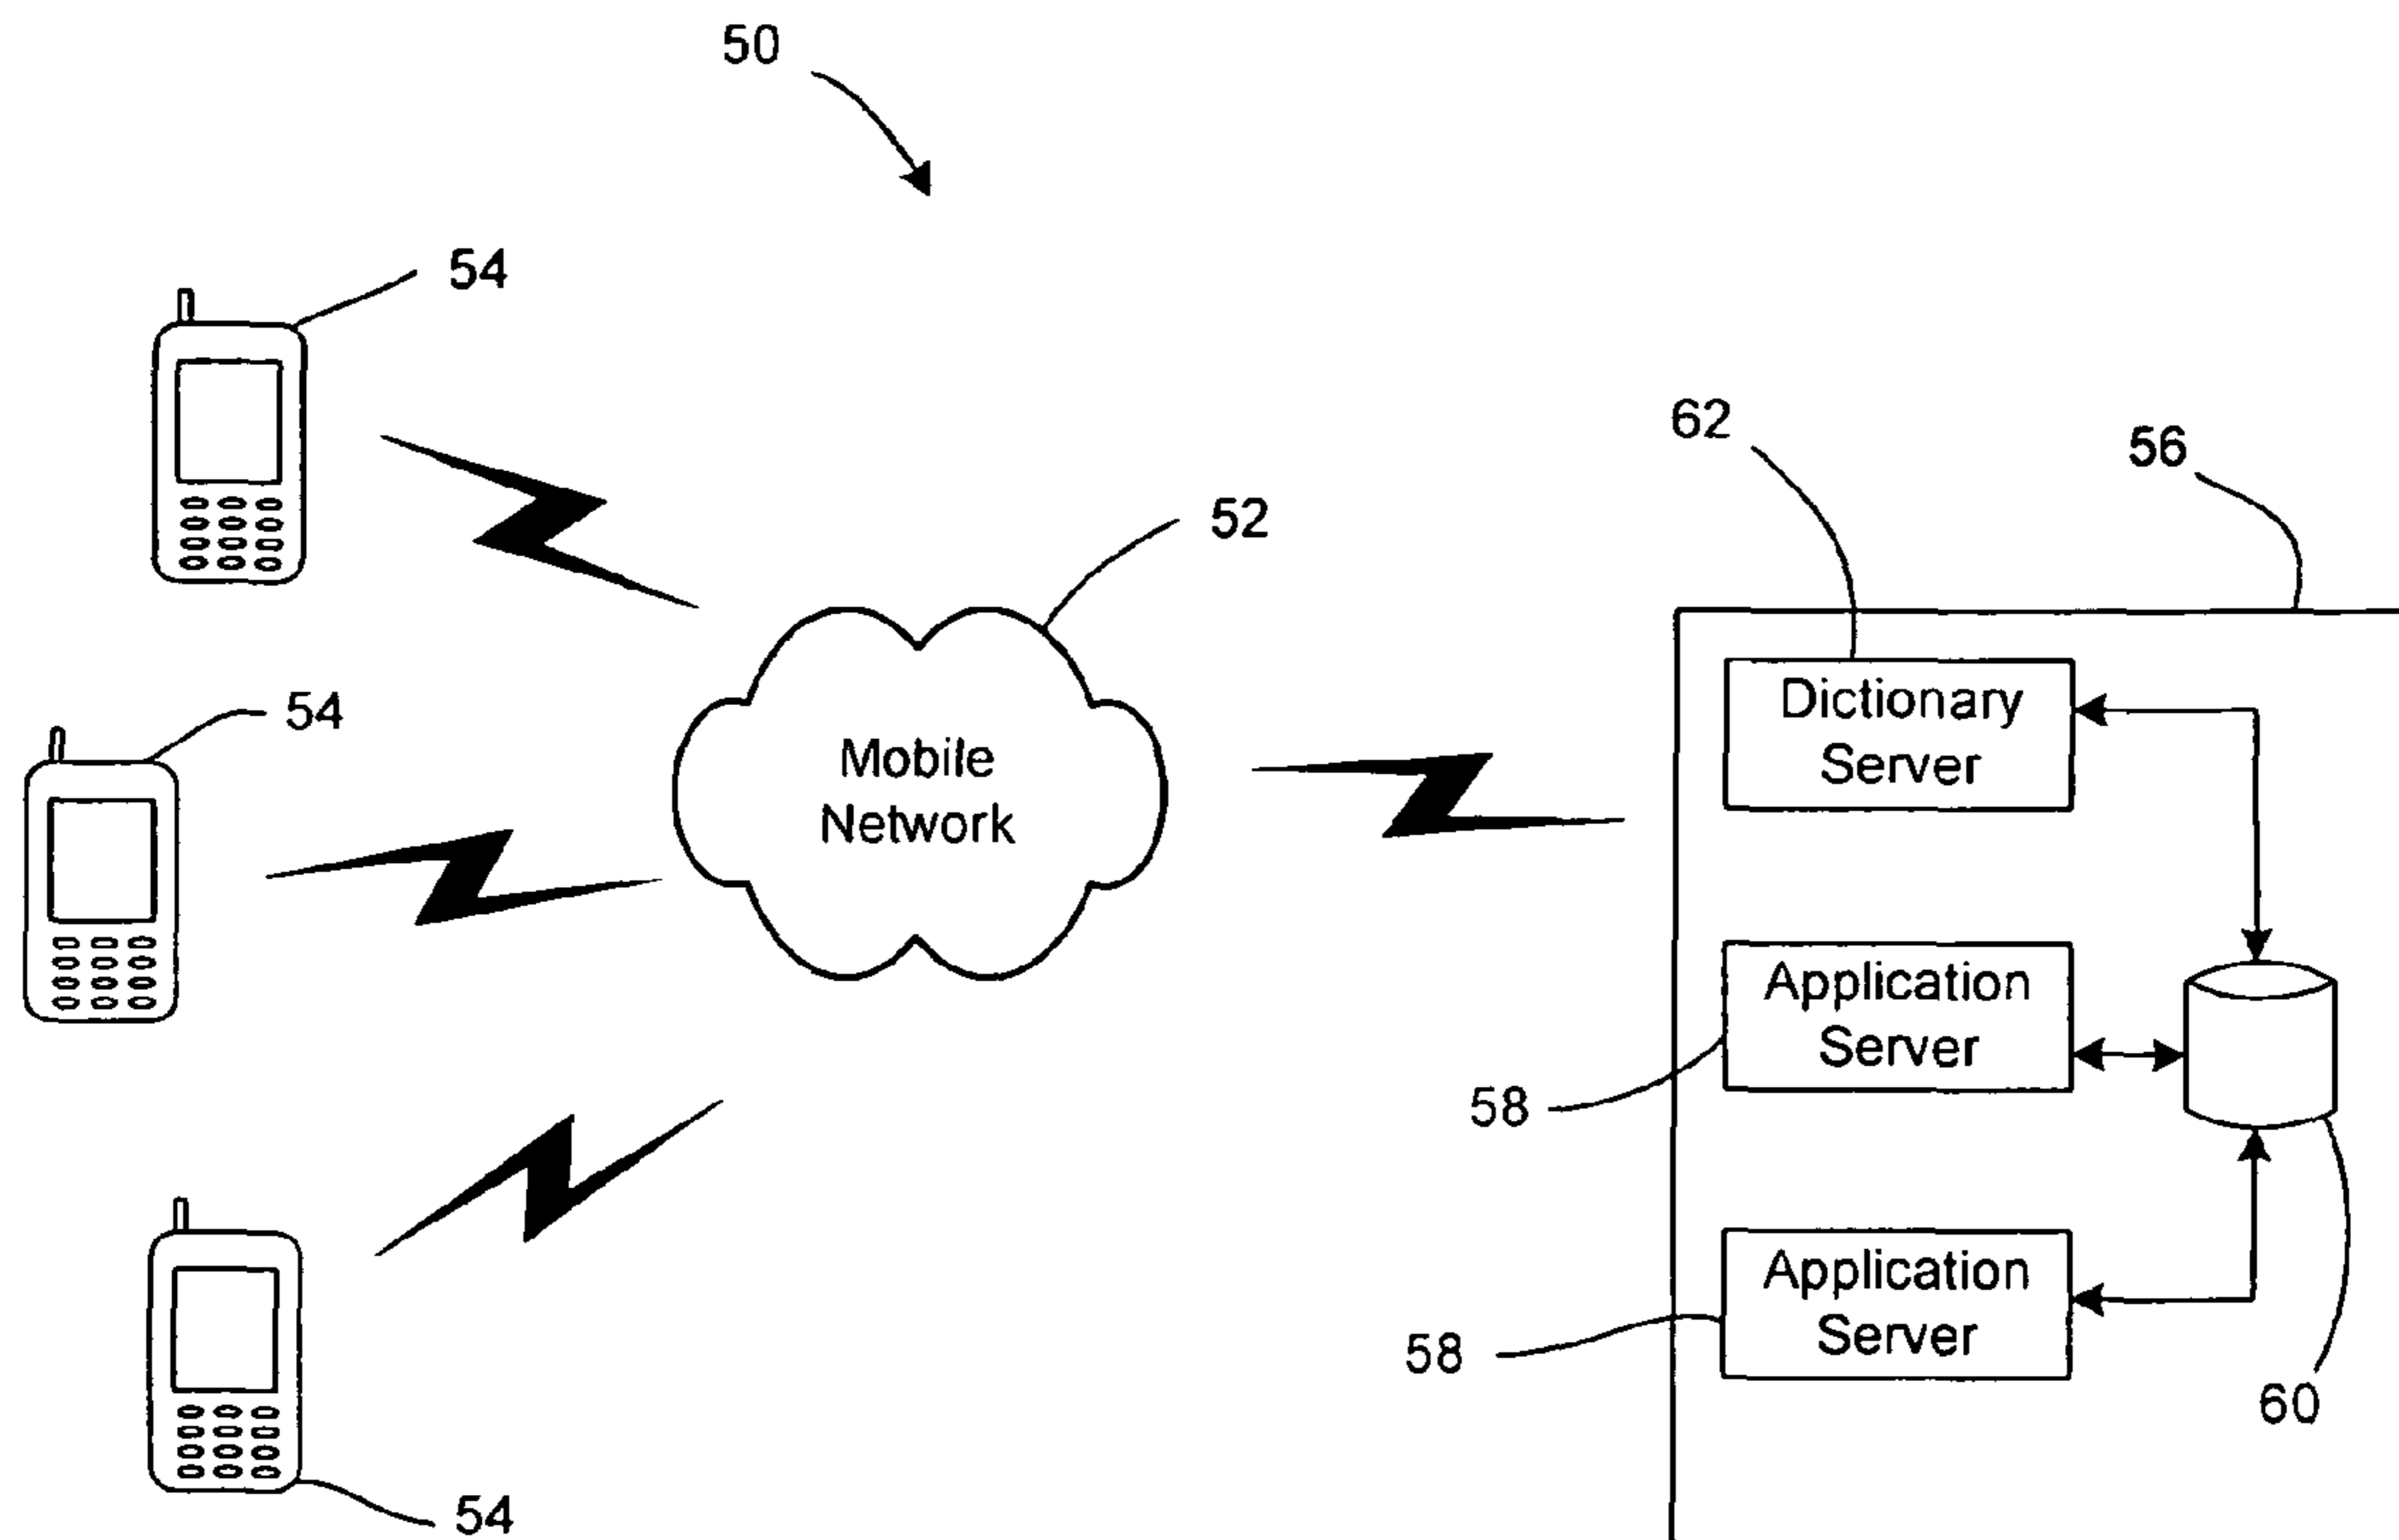 50
54
62
56
52
54
Dictionary
Server
Mobile
Network
Application
Server
58
Application
Server
58
60
54